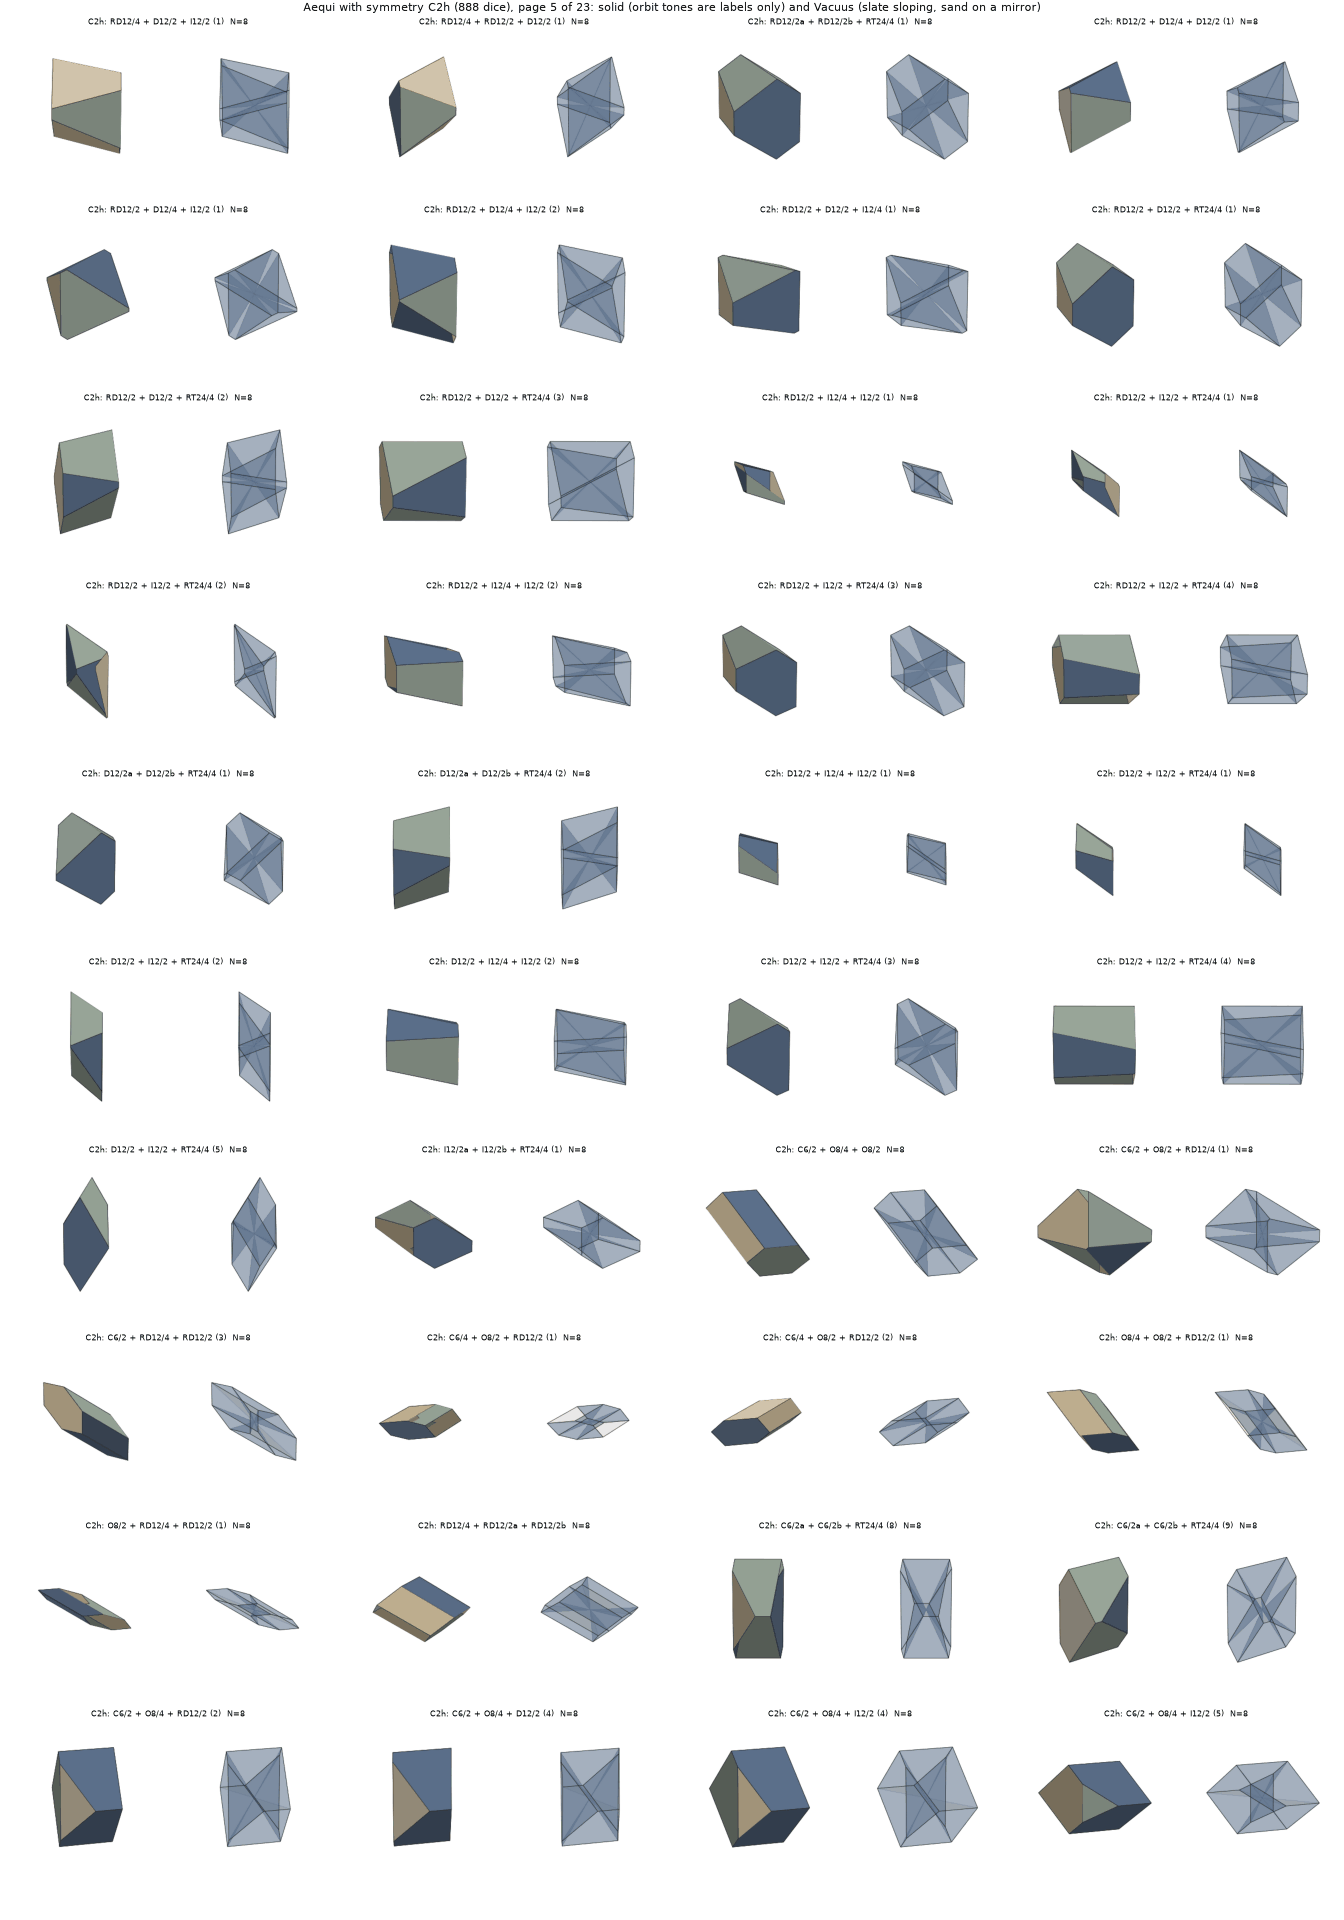 Aequi with symmetry C2h (888 dice), page 5 of 23: solid (orbit tones are labels only) and Vacuus (slate sloping, sand on a mirror)
C2h: RD12/4 + D12/2 + I12/2 (1) N=8
C2h: RD12/4 + RD12/2 + D12/2 (1) N=8
C2h: RD12/2a + RD12/2b + RT24/4 (1) N=8
C2h: RD12/2 + D12/4 + D12/2 (1) N=8
C2h: RD12/2 + D12/4 + I12/2 (1) N=8
C2h: RD12/2 + D12/4 + I12/2 (2) N=8
C2h: RD12/2 + D12/2 + I12/4 (1) N=8
C2h: RD12/2 + D12/2 + RT24/4 (1) N=8
C2h: RD12/2 + D12/2 + RT24/4 (2) N=8
C2h: RD12/2 + D12/2 + RT24/4 (3) N=8
C2h: RD12/2 + I12/4 + I12/2 (1) N=8
C2h: RD12/2 + I12/2 + RT24/4 (1) N=8
C2h: RD12/2 + I12/2 + RT24/4 (2) N=8
C2h: RD12/2 + I12/4 + I12/2 (2) N=8
C2h: RD12/2 + I12/2 + RT24/4 (3) N=8
C2h: RD12/2 + I12/2 + RT24/4 (4) N=8
C2h: D12/2a + D12/2b + RT24/4 (1) N=8
C2h: D12/2a + D12/2b + RT24/4 (2) N=8
C2h: D12/2 + I12/4 + I12/2 (1) N=8
C2h: D12/2 + I12/2 + RT24/4 (1) N=8
C2h: D12/2 + I12/2 + RT24/4 (2) N=8
C2h: D12/2 + I12/4 + I12/2 (2) N=8
C2h: D12/2 + I12/2 + RT24/4 (3) N=8
C2h: D12/2 + I12/2 + RT24/4 (4) N=8
C2h: D12/2 + I12/2 + RT24/4 (5) N=8
C2h: I12/2a + I12/2b + RT24/4 (1) N=8
C2h: C6/2 + O8/4 + O8/2 N=8
C2h: C6/2 + O8/2 + RD12/4 (1) N=8
C2h: C6/2 + RD12/4 + RD12/2 (3) N=8
C2h: C6/4 + O8/2 + RD12/2 (1) N=8
C2h: C6/4 + O8/2 + RD12/2 (2) N=8
C2h: O8/4 + O8/2 + RD12/2 (1) N=8
C2h: O8/2 + RD12/4 + RD12/2 (1) N=8
C2h: RD12/4 + RD12/2a + RD12/2b N=8
C2h: C6/2a + C6/2b + RT24/4 (8) N=8
C2h: C6/2a + C6/2b + RT24/4 (9) N=8
C2h: C6/2 + O8/4 + RD12/2 (2) N=8
C2h: C6/2 + O8/4 + D12/2 (4) N=8
C2h: C6/2 + O8/4 + I12/2 (4) N=8
C2h: C6/2 + O8/4 + I12/2 (5) N=8